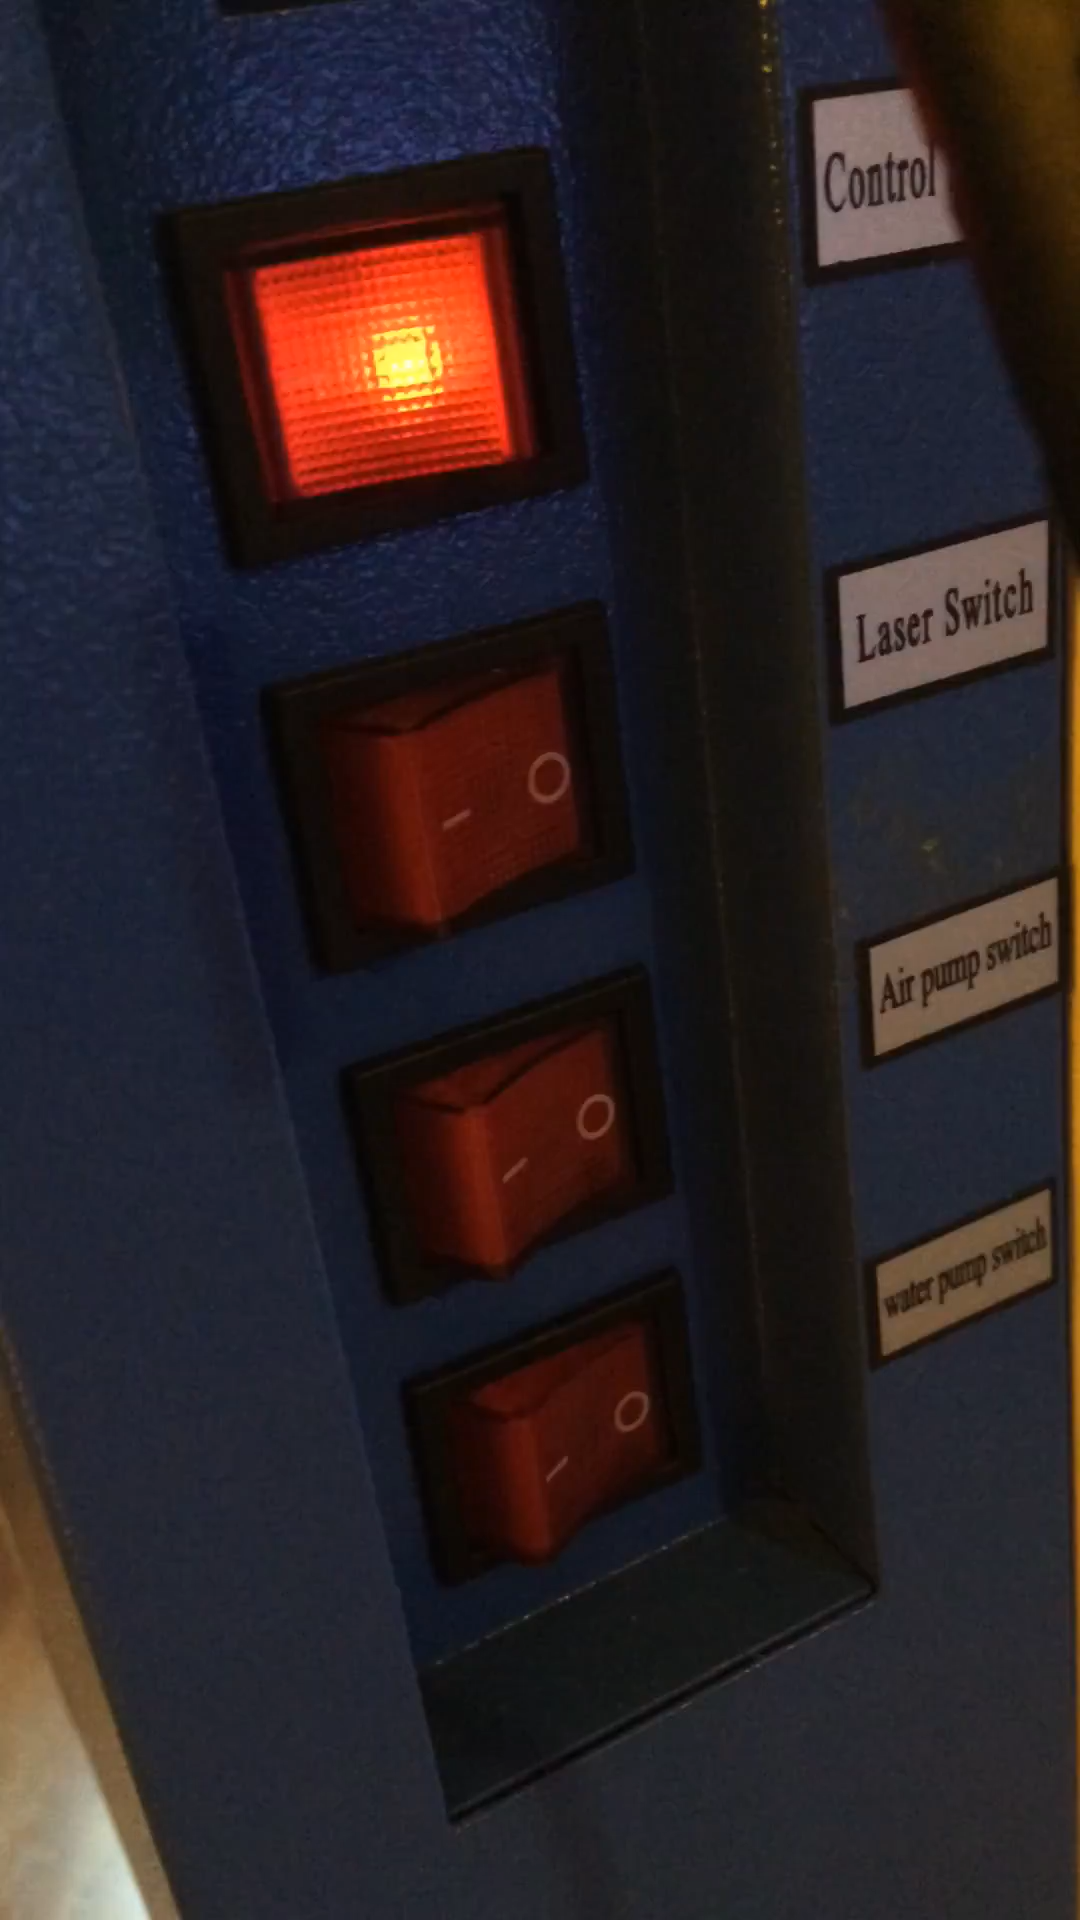 Control
Laser Switch
Air pump switch
water pump switch